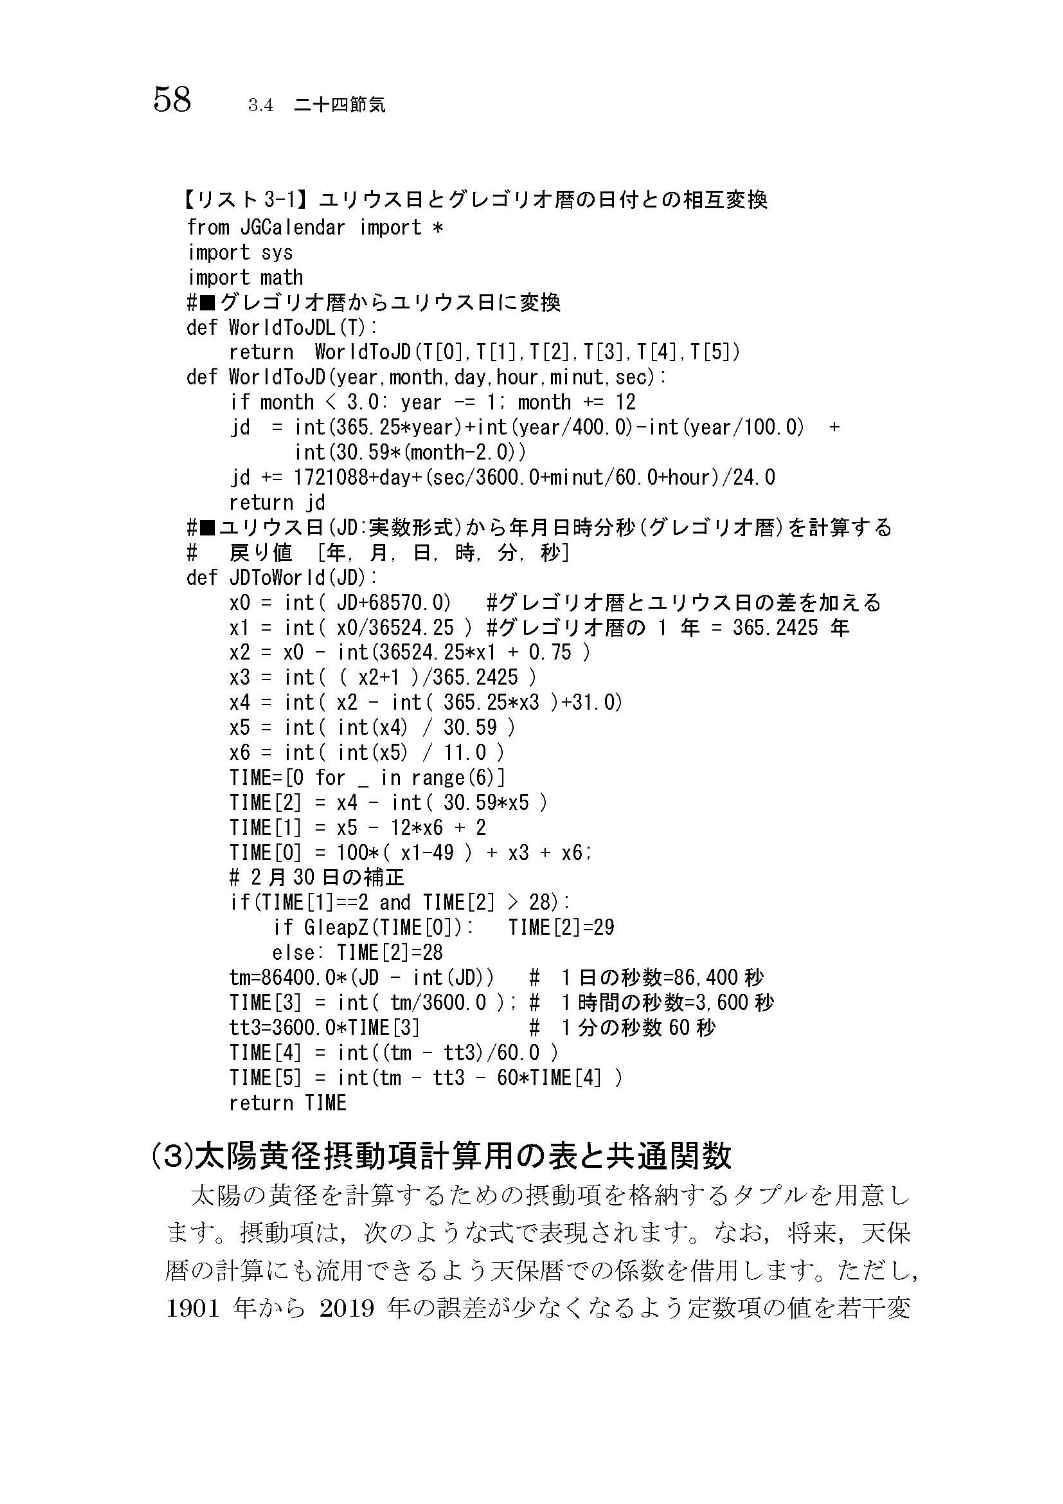 58 3.4 二十四節気
【リスト 3-1】 ユリウス日とグレゴリオ暦の日付との相互変換
from JGCalendar import *
import sys
import math
#■グレゴリオ暦からユリウス日に変換
def WorldToJDL(T):
    return  WorldToJD(T[0],T[1],T[2],T[3],T[4],T[5])
def WorldToJD(year,month,day,hour,minut,sec):
    if month < 3.0: year -= 1; month += 12
    jd  = int(365.25*year)+int(year/400.0)-int(year/100.0)  +
          int(30.59*(month-2.0))
    jd += 1721088+day+(sec/3600.0+minut/60.0+hour)/24.0
    return jd
#■ユリウス日(JD:実数形式)から年月日時分秒(グレゴリオ暦)を計算する
#   戻り値  [年, 月, 日, 時, 分, 秒]
def JDToWorld(JD):
    x0 = int( JD+68570.0)   #グレゴリオ暦とユリウス日の差を加える
    x1 = int( x0/36524.25 ) #グレゴリオ暦の 1 年 = 365.2425 年
    x2 = x0 - int(36524.25*x1 + 0.75 )
    x3 = int( ( x2+1 )/365.2425 )
    x4 = int( x2 - int( 365.25*x3 )+31.0)
    x5 = int( int(x4) / 30.59 )
    x6 = int( int(x5) / 11.0 )
    TIME=[0 for _ in range(6)]
    TIME[2] = x4 - int( 30.59*x5 )
    TIME[1] = x5 - 12*x6 + 2
    TIME[0] = 100*( x1-49 ) + x3 + x6;
    # 2 月 30 日の補正
    if(TIME[1]==2 and TIME[2] > 28):
        if GleapZ(TIME[0]):   TIME[2]=29
        else: TIME[2]=28
    tm=86400.0*(JD - int(JD))   #  1 日の秒数=86,400 秒
    TIME[3] = int( tm/3600.0 ); #  1 時間の秒数=3,600 秒
    tt3=3600.0*TIME[3]          #  1 分の秒数 60 秒
    TIME[4] = int((tm - tt3)/60.0 )
    TIME[5] = int(tm - tt3 - 60*TIME[4] )
    return TIME
(3)太陽黄径摂動項計算用の表と共通関数
太陽の黄径を計算するための摂動項を格納するタプルを用意し
ます。摂動項は，次のような式で表現されます。なお，将来，天保
暦の計算にも流用できるよう天保暦での係数を借用します。ただし，
1901 年から 2019 年の誤差が少なくなるよう定数項の値を若干変